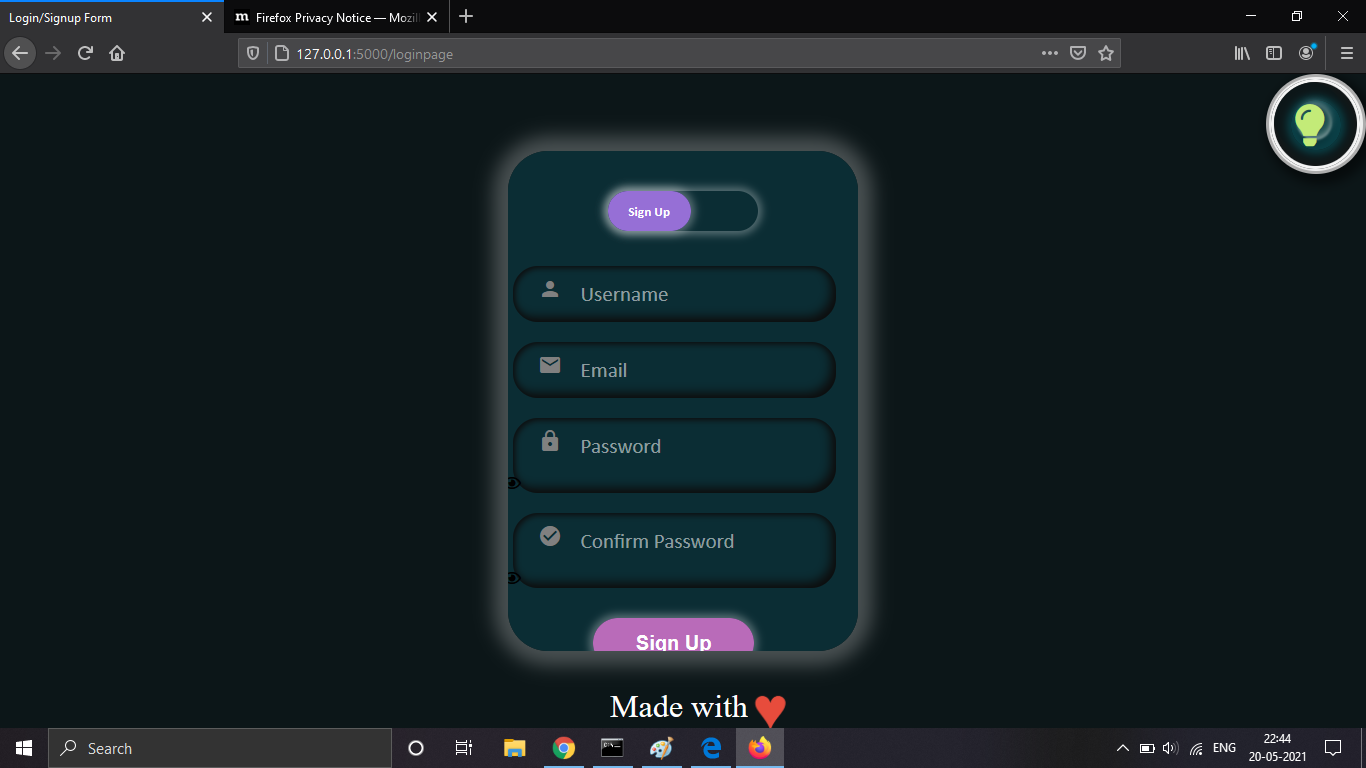 Login/Signup Form
m Firefox Privacy Notice — Mozil
127.0.0.1:5000/loginpage
Sign Up
Username
Email
Password
Confirm Password
Sign Up
Made with
Search
ENG
22:44
20-05-2021